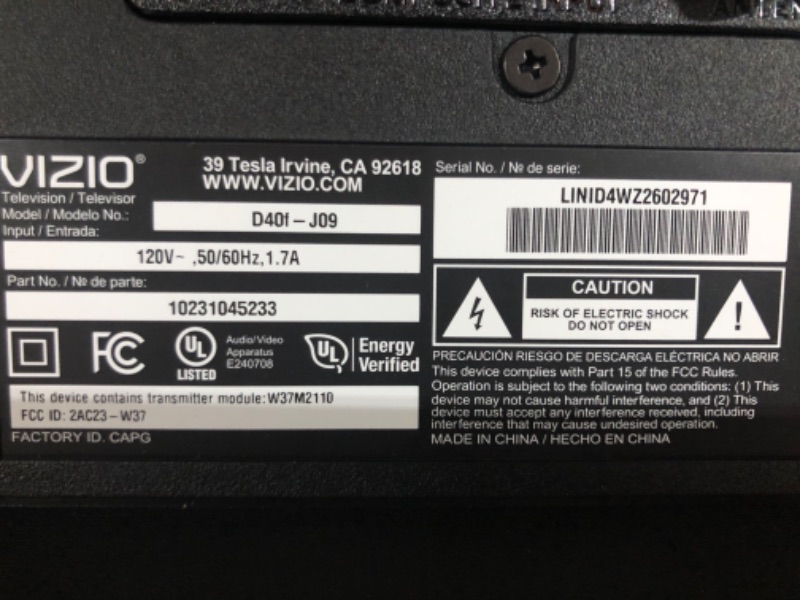 VIZIO®
39 Tesla Irvine, CA 92618
WWW.VIZIO.COM
Television / Televisor
Model / Modelo No.:
D40f-J09
Input / Entrada:
120V~ ,50/60Hz,1.7A
Part No. / № de parte:
10231045233
FC
UL
LISTED
Audio/Video
Apparatus
E240708
UL
Energy
Verified
This device contains transmitter module:W37M2110
FCC ID: 2AC23-W37
FACTORY ID. CAPG
Serial No. / № de serie:
LINID4WZ2602971
CAUTION
RISK OF ELECTRIC SHOCK
DO NOT OPEN
!
PRECAUCIÓN RIESGO DE DESCARGA ELÉCTRICA NO ABRIR
This device complies with Part 15 of the FCC Rules.
Operation is subject to the following two conditions: (1) This
device may not cause harmful interference, and (2) This
device must accept any interference received, including
interference that may cause undesired operation.
MADE IN CHINA / HECHO EN CHINA